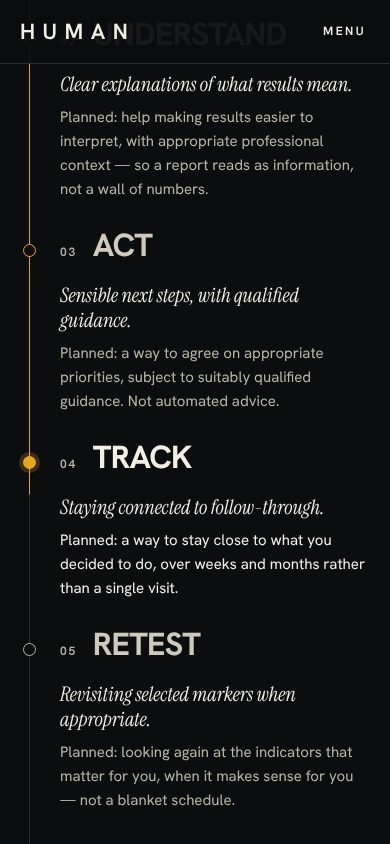 HUMAN
MENU
UNDERSTAND
Clear explanations of what results mean.
Planned: help making results easier to
interpret, with appropriate professional
context — so a report reads as information,
not a wall of numbers.
03 ACT
Sensible next steps, with qualified
guidance.
Planned: a way to agree on appropriate
priorities, subject to suitably qualified
guidance. Not automated advice.
04 TRACK
Staying connected to follow-through.
Planned: a way to stay close to what you
decided to do, over weeks and months rather
than a single visit.
05 RETEST
Revisiting selected markers when
appropriate.
Planned: looking again at the indicators that
matter for you, when it makes sense for you
— not a blanket schedule.